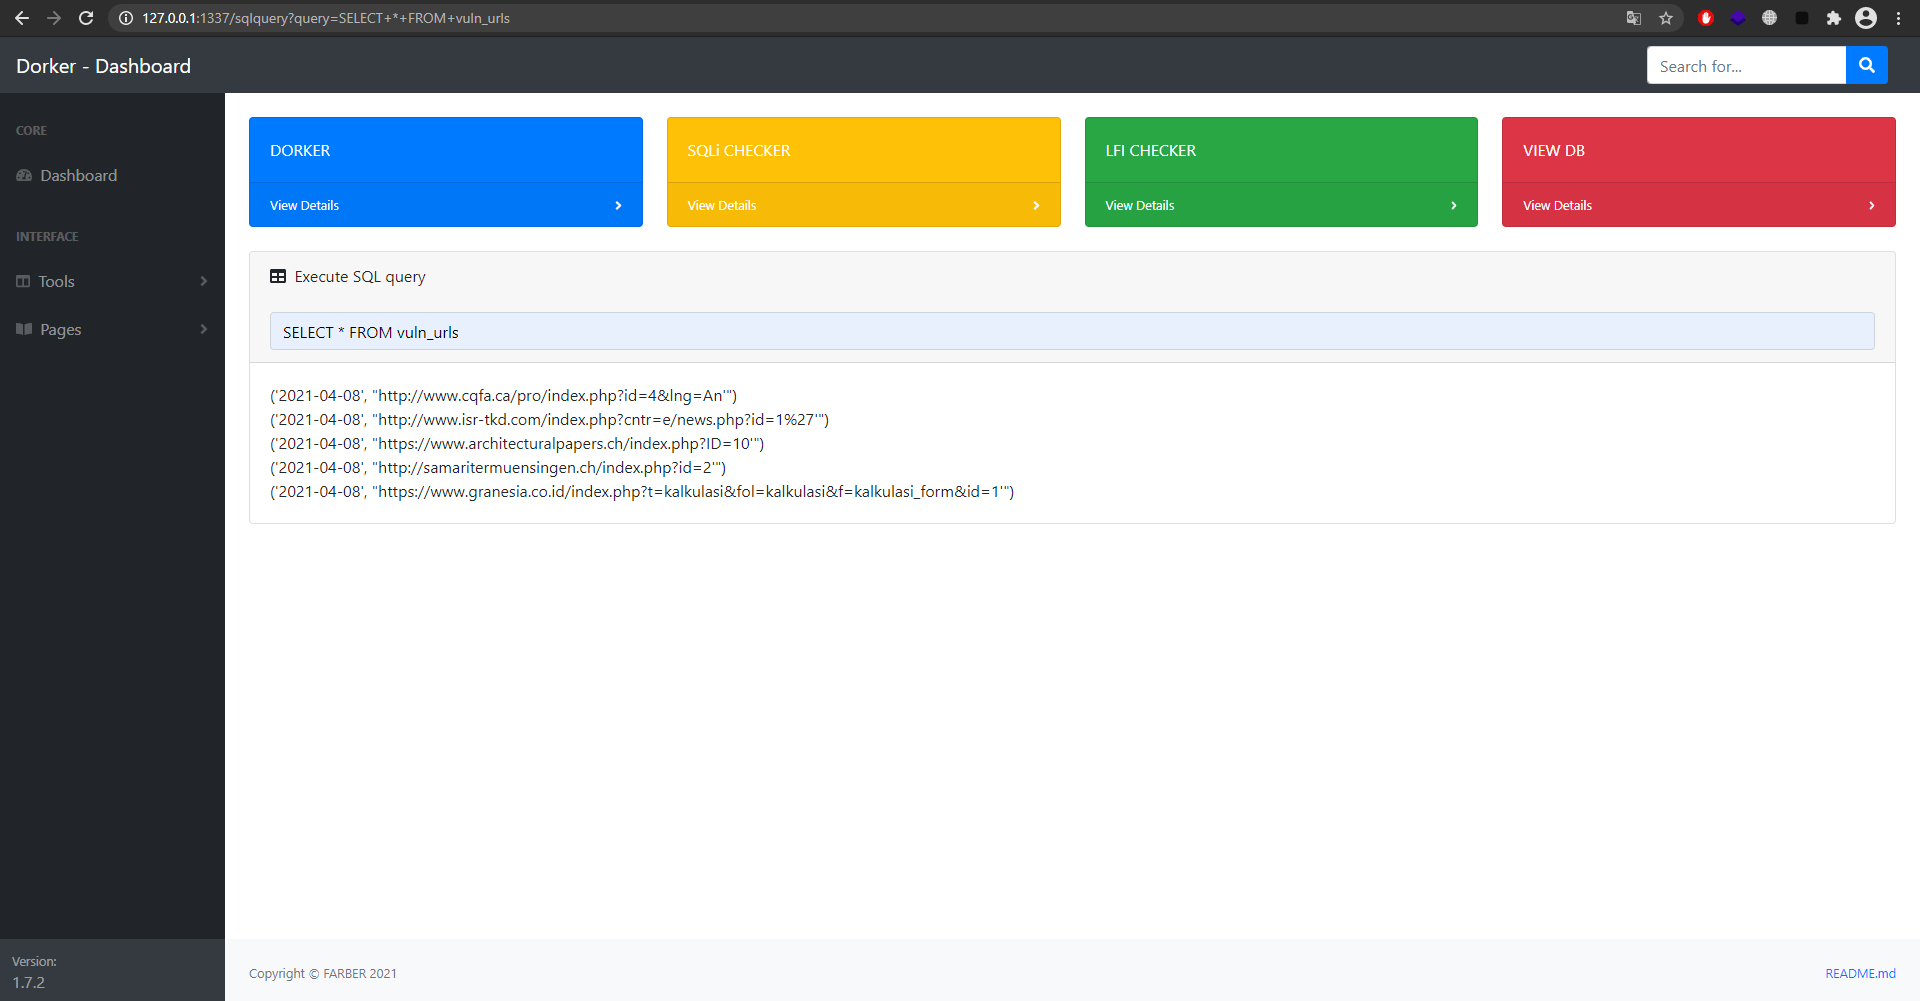 127.0.0.1:1337/sqlquery?query=SELECT+*+FROM+vuln_urls
Dorker - Dashboard
Search for...
CORE
Dashboard
INTERFACE
Tools
Pages
DORKER
View Details
SQLi CHECKER
View Details
LFI CHECKER
View Details
VIEW DB
View Details
Execute SQL query
SELECT * FROM vuln_urls
('2021-04-08', "http://www.cqfa.ca/pro/index.php?id=4&lng=An'")
('2021-04-08', "http://www.isr-tkd.com/index.php?cntr=e/news.php?id=1%27'")
('2021-04-08', "https://www.architecturalpapers.ch/index.php?ID=10'")
('2021-04-08', "http://samaritermuensingen.ch/index.php?id=2'")
('2021-04-08', "https://www.granesia.co.id/index.php?t=kalkulasi&fol=kalkulasi&f=kalkulasi_form&id=1'")
Version:
1.7.2
Copyright © FARBER 2021
README.md